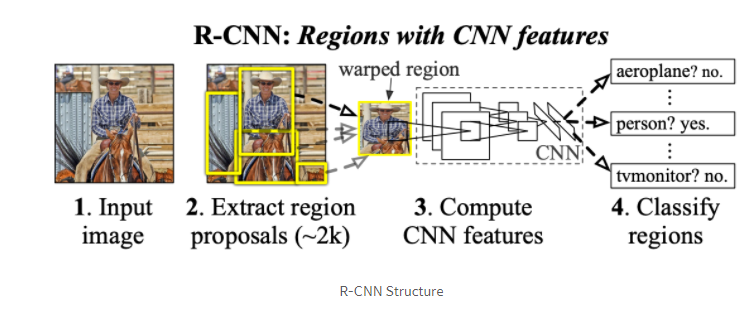 R-CNN: Regions with CNN features
warped region
aeroplane? no.
person? yes.
tvmonitor? no.
CNN
1. Input
image
2. Extract region
proposals (~2k)
3. Compute
CNN features
4. Classify
regions
R-CNN Structure